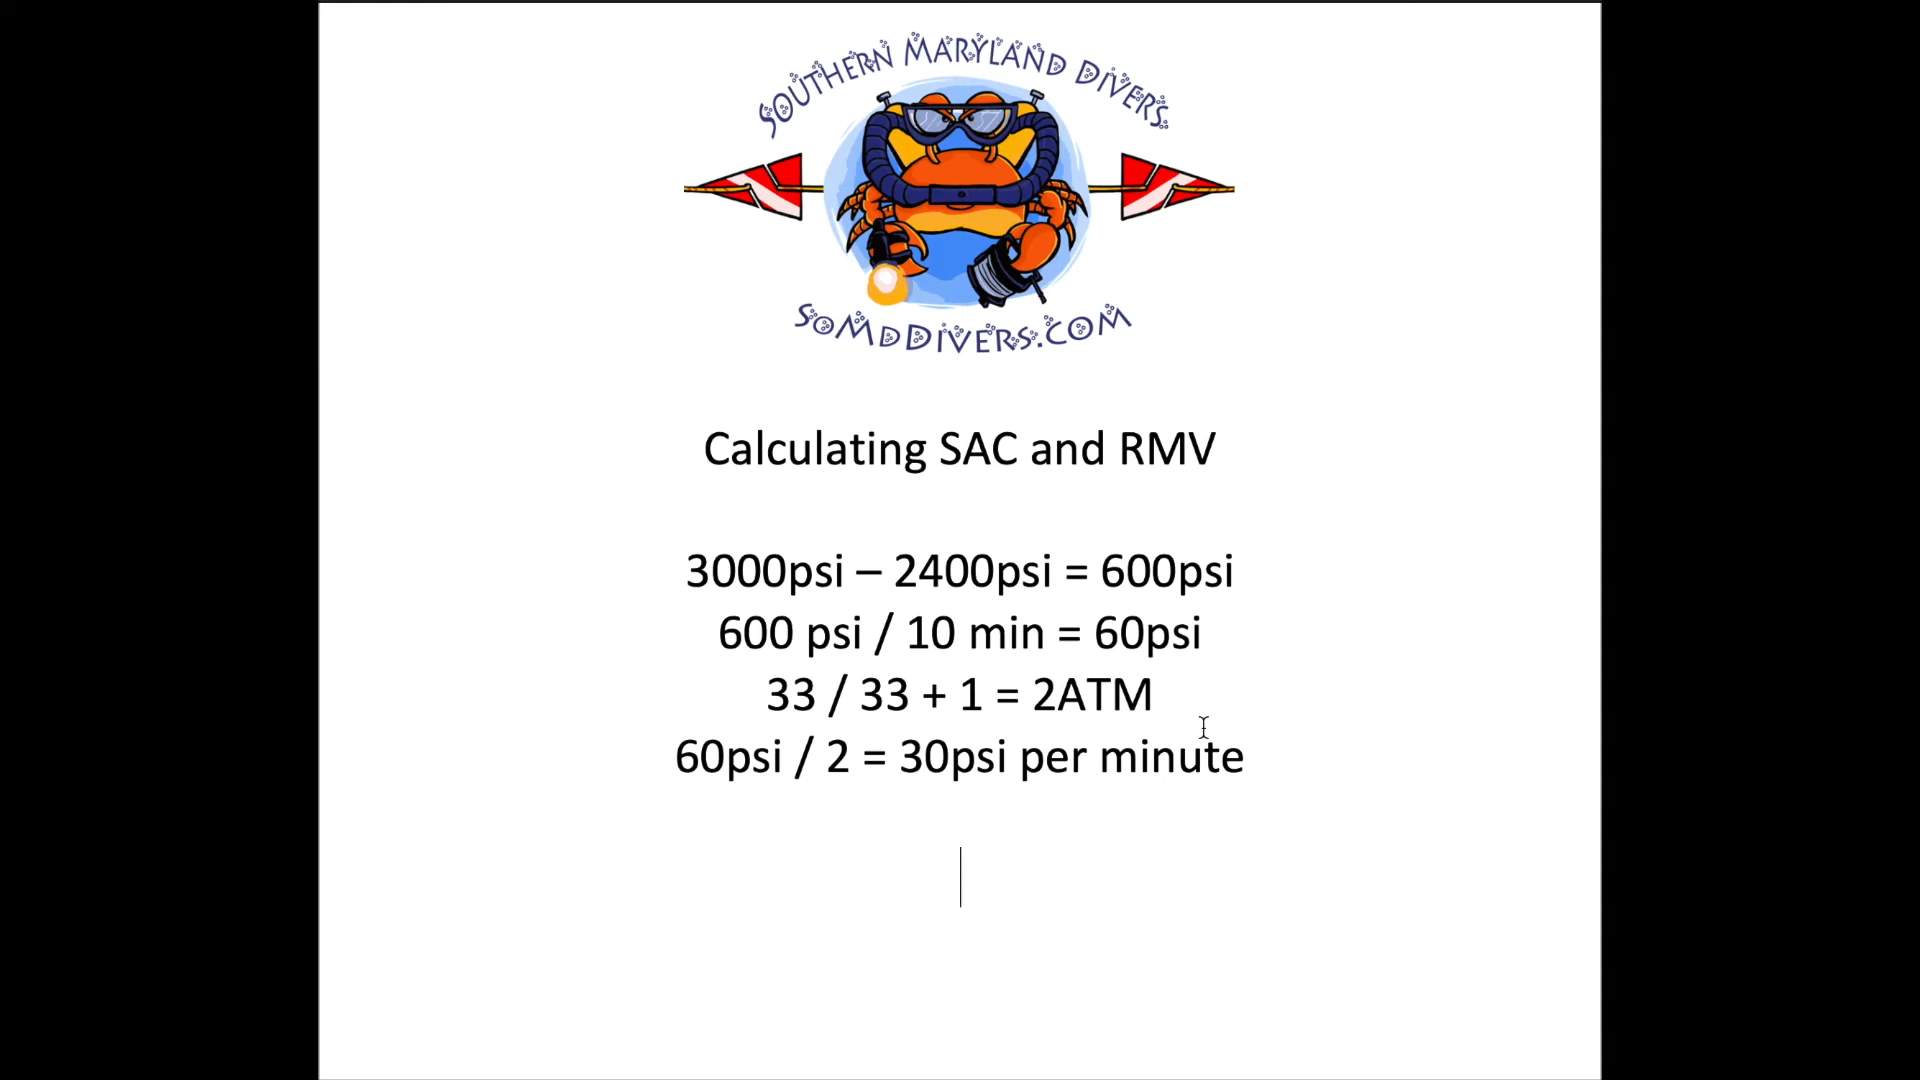 SOUTHERN MARYLAND DIVERS
SOMDDIVERS.COM
Calculating SAC and RMV
3000psi – 2400psi = 600psi
600 psi / 10 min = 60psi
33 / 33 + 1 = 2ATM
60psi / 2 = 30psi per minute